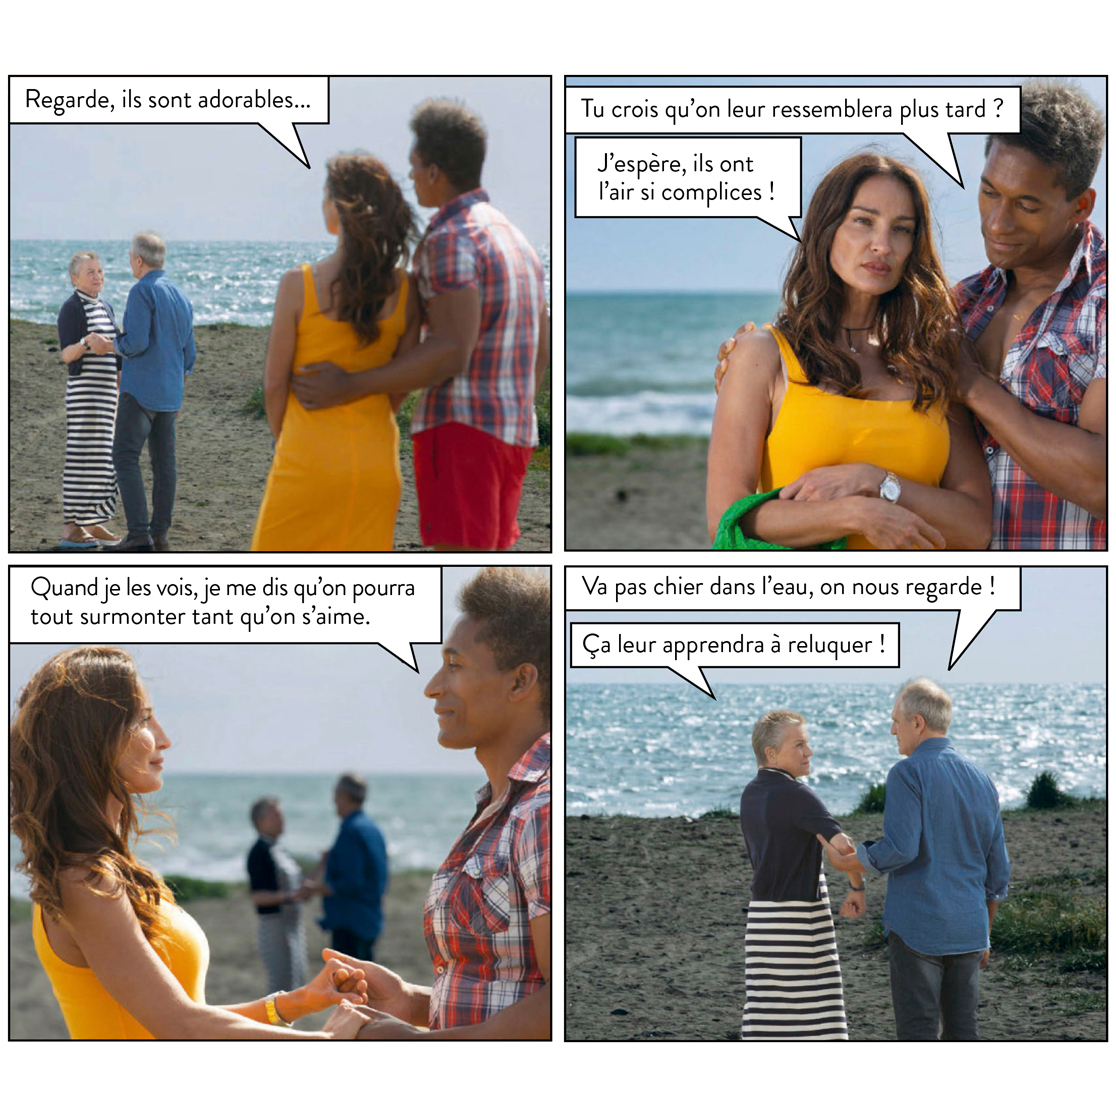 Regarde, ils sont adorables...
Tu crois qu'on leur ressemblera plus tard ?
J'espère, ils ont
l'air si complices !
Quand je les vois, je me dis qu'on pourra
tout surmonter tant qu'on s'aime.
Va pas chier dans l'eau, on nous regarde !
Ça leur apprendra à reluquer !